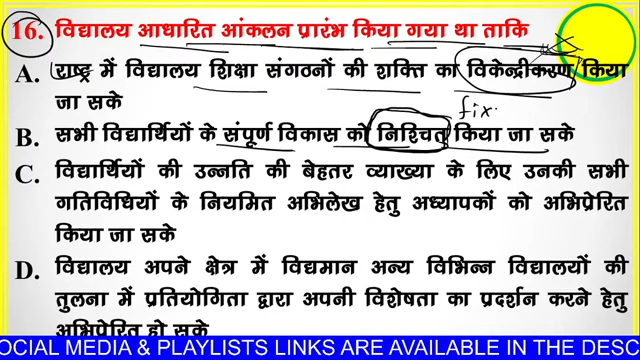 16. विद्यालय आधारित आंकलन प्रारंभ किया गया था ताकि
A. राष्ट्र में विद्यालय शिक्षा संगठनों की शक्ति का विकेन्द्रीकरण किया
जा सके
fix.
B. सभी विद्यार्थियों के संपूर्ण विकास को निश्चित किया जा सके
C. विद्यार्थियों की उन्नति की बेहतर व्याख्या के लिए उनकी सभी
गतिविधियों के नियमित अभिलेख हेतु अध्यापकों को अभिप्रेरित
किया जा सके
D. विद्यालय अपने क्षेत्र में विद्यमान अन्य विभिन्न विद्यालयों की
तुलना में प्रतियोगिता द्वारा अपनी विशेषता का प्रदर्शन करने हेतु
अभिप्रेरित हो सके
OCIAL MEDIA & PLAYLISTS LINKS ARE AVAILABLE IN THE DESC